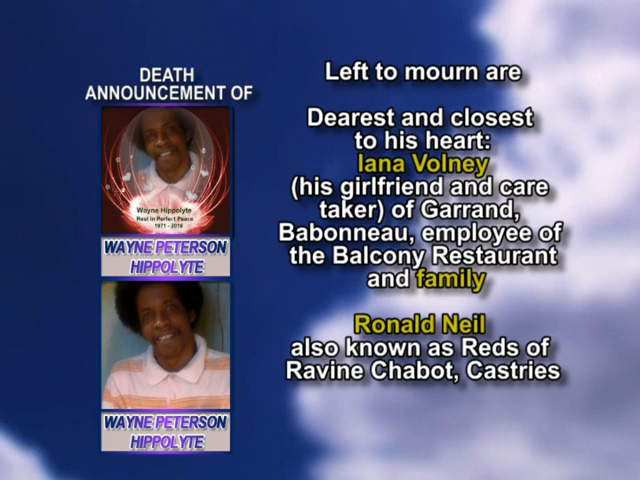 DEATH
ANNOUNCEMENT OF
Wayne Hippolyte
Rest in Perfect Peace
1971 - 2016
WAYNE PETERSON
HIPPOLYTE
WAYNE PETERSON
HIPPOLYTE
Left to mourn are
Dearest and closest
to his heart:
Iana Volney
(his girlfriend and care
taker) of Garrand,
Babonneau, employee of
the Balcony Restaurant
and family
Ronald Neil
also known as Reds of
Ravine Chabot, Castries